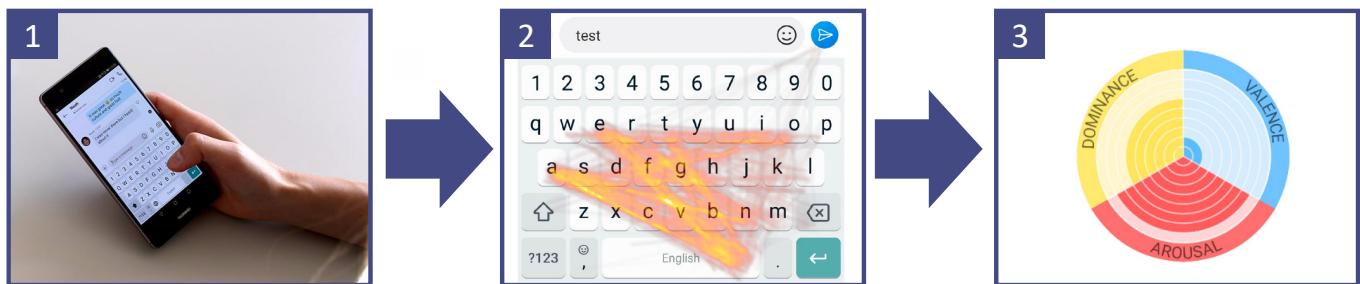 1
2
test
1 2 3 4 5 6 7 8 9 0
q w e r t y u i o p
a s d f g h j k l
z x c v b n m
?123 , English .
3
DOMINANCE
VALENCE
AROUSAL